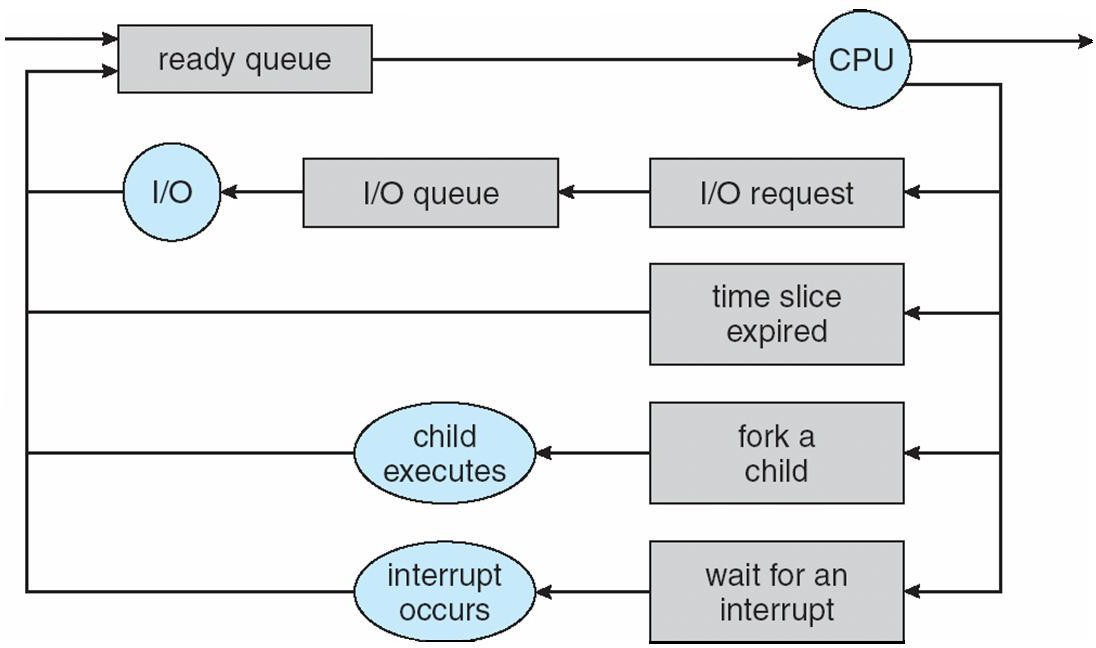 ready queue
CPU
I/O
I/O queue
I/O request
time slice
expired
child
executes
fork a
child
interrupt
occurs
wait for an
interrupt